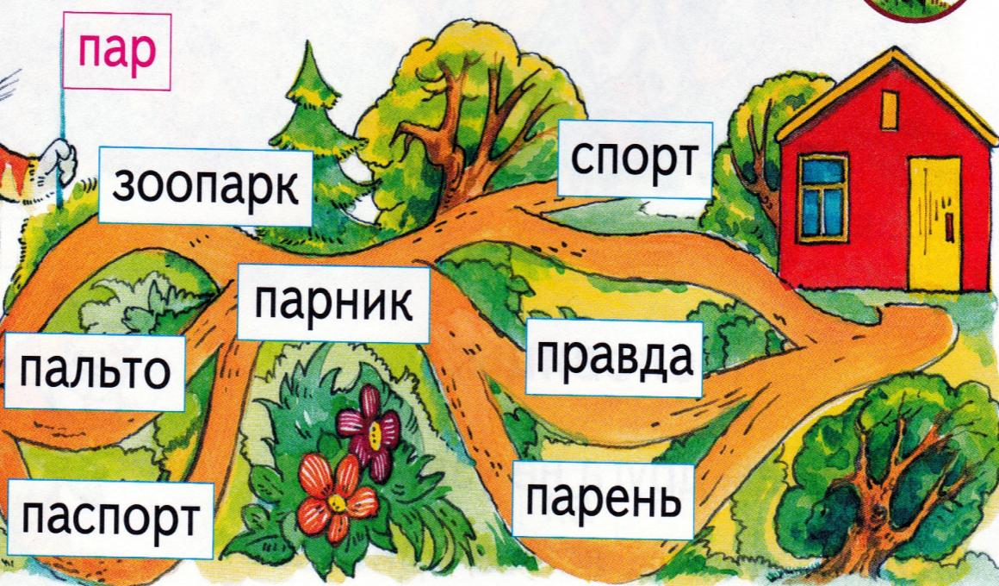 пар
зоопарк
спорт
парник
пальто
правда
паспорт
парень